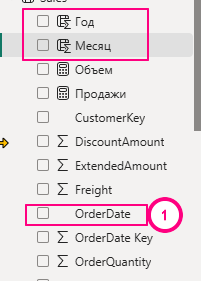 Sales
Год
Месяц
Объем
Продажи
CustomerKey
DiscountAmount
ExtendedAmount
Freight
OrderDate
1
OrderDate Key
OrderQuantity